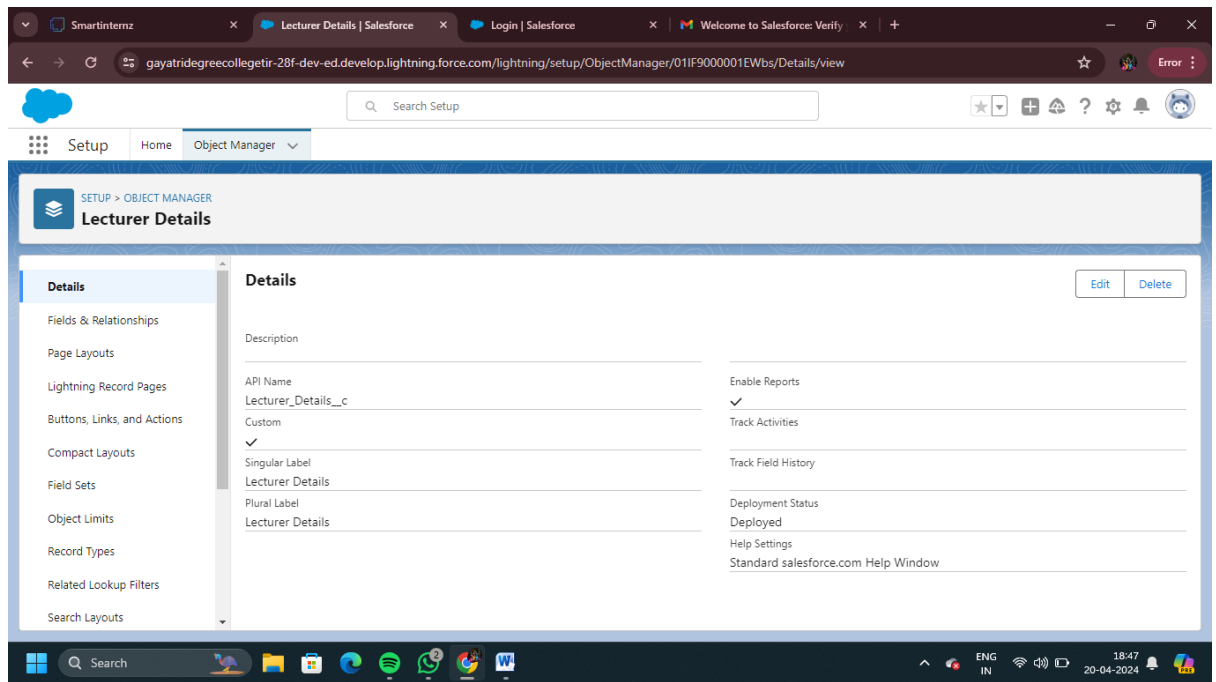 Smartinternz
Lecturer Details | Salesforce
Login | Salesforce
Welcome to Salesforce: Verify
gayatridegreecollegetir-28f-dev-ed.develop.lightning.force.com/lightning/setup/ObjectManager/01IF9000001EWbs/Details/view
Error
Search Setup
Setup
Home
Object Manager
SETUP > OBJECT MANAGER
Lecturer Details
Details
Fields & Relationships
Page Layouts
Lightning Record Pages
Buttons, Links, and Actions
Compact Layouts
Field Sets
Object Limits
Record Types
Related Lookup Filters
Search Layouts
Details
Edit
Delete
Description
API Name
Lecturer_Details__c
Custom
Singular Label
Lecturer Details
Plural Label
Lecturer Details
Enable Reports
Track Activities
Track Field History
Deployment Status
Deployed
Help Settings
Standard salesforce.com Help Window
Search
2
W
ENG
IN
18:47
20-04-2024
PRE